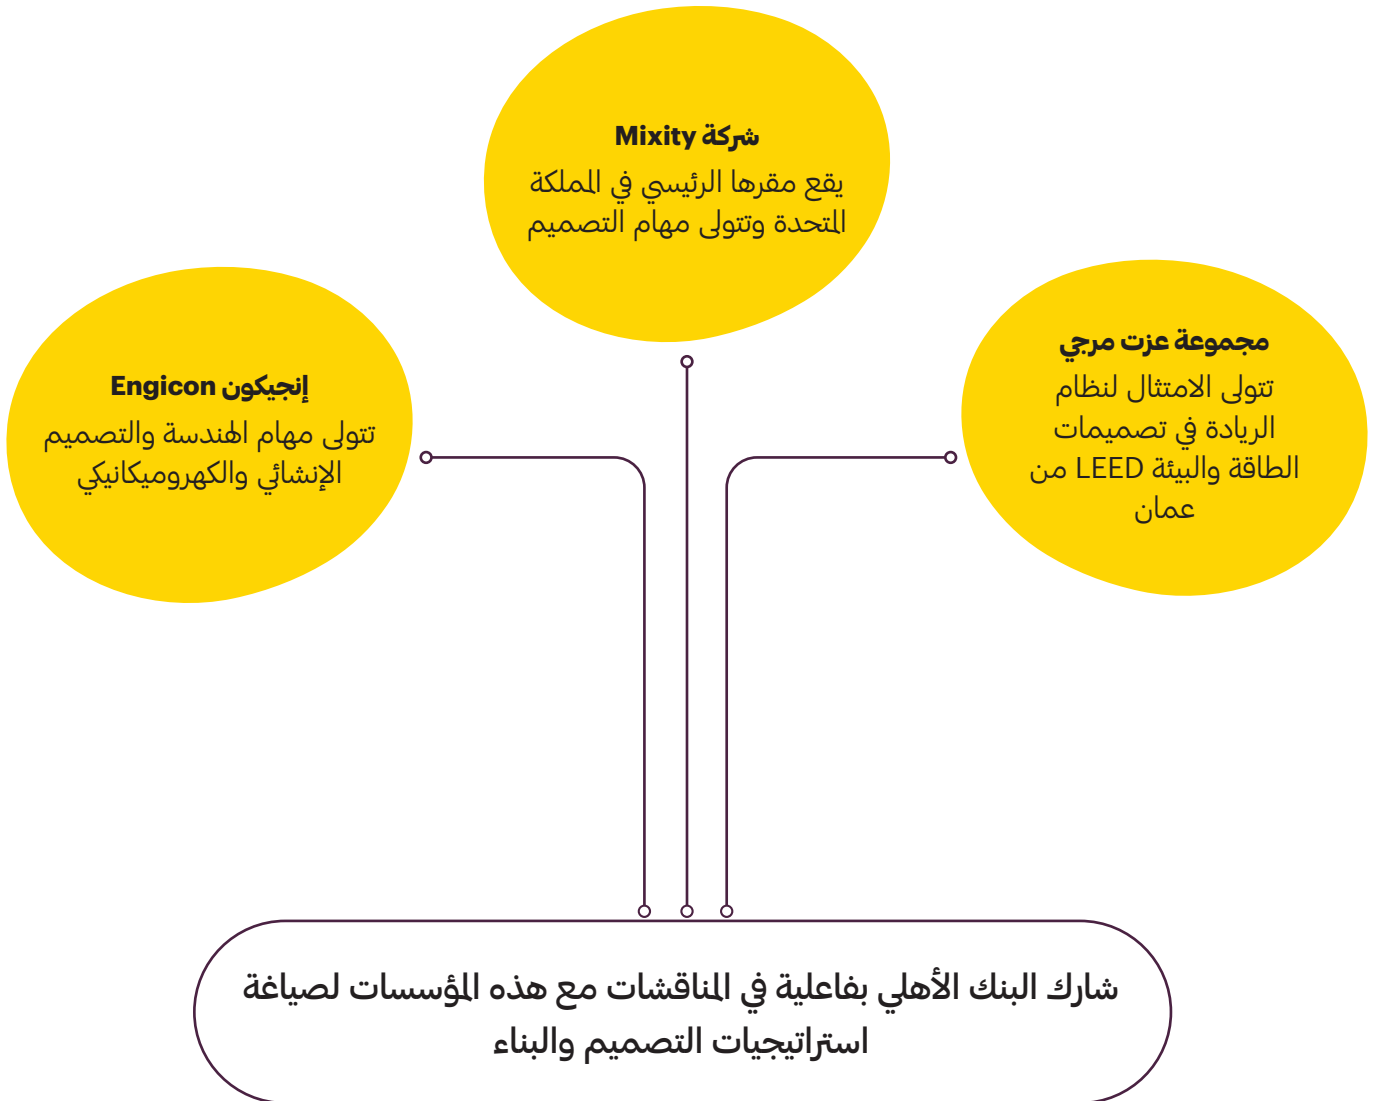 شركة Mixity
يقع مقرها الرئيسي في المملكة
المتحدة وتتولى مهام التصميم
مجموعة عزت مرجي
تتولى الامتثال لنظام
الريادة في تصميمات
الطاقة والبيئة LEED من
عمان
إنجيكون Engicon
تتولى مهام الهندسة والتصميم
الإنشائي والكهروميكانيكي
شارك البنك الأهلي بفاعلية في المناقشات مع هذه المؤسسات لصياغة
استراتيجيات التصميم والبناء